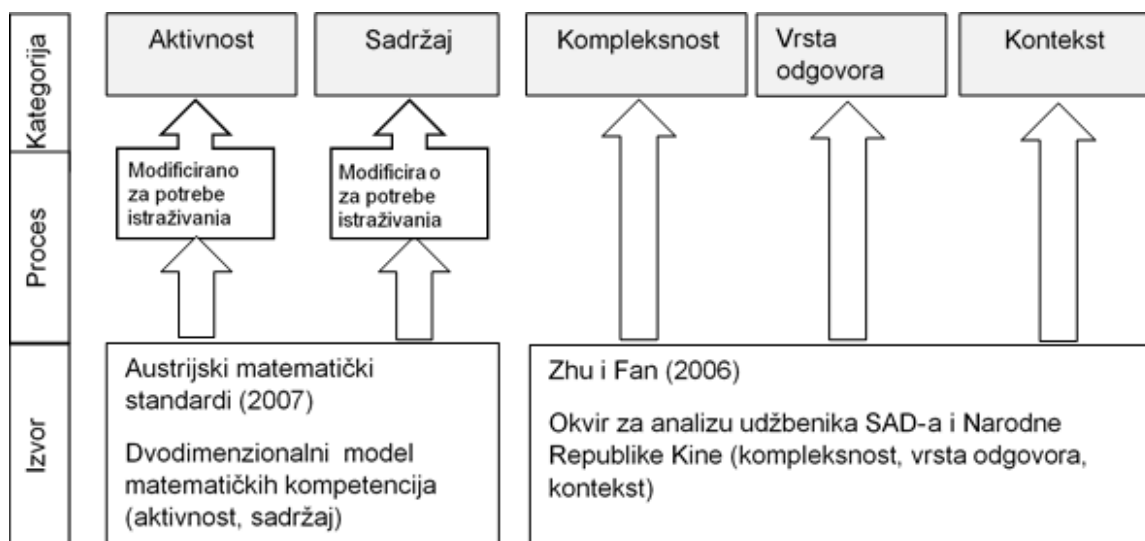 Kategorija
Aktivnost
Sadržaj
Kompleksnost
Vrsta
odgovora
Kontekst
Proces
Modificirano
za potrebe
istraživanja
Modificira o
za potrebe
istraživanja
Izvor
Austrijski matematički
standardi (2007)
Dvodimenzionalni model
matematičkih kompetencija
(aktivnost, sadržaj)
Zhu i Fan (2006)
Okvir za analizu udžbenika SAD-a i Narodne
Republike Kine (kompleksnost, vrsta odgovora,
kontekst)